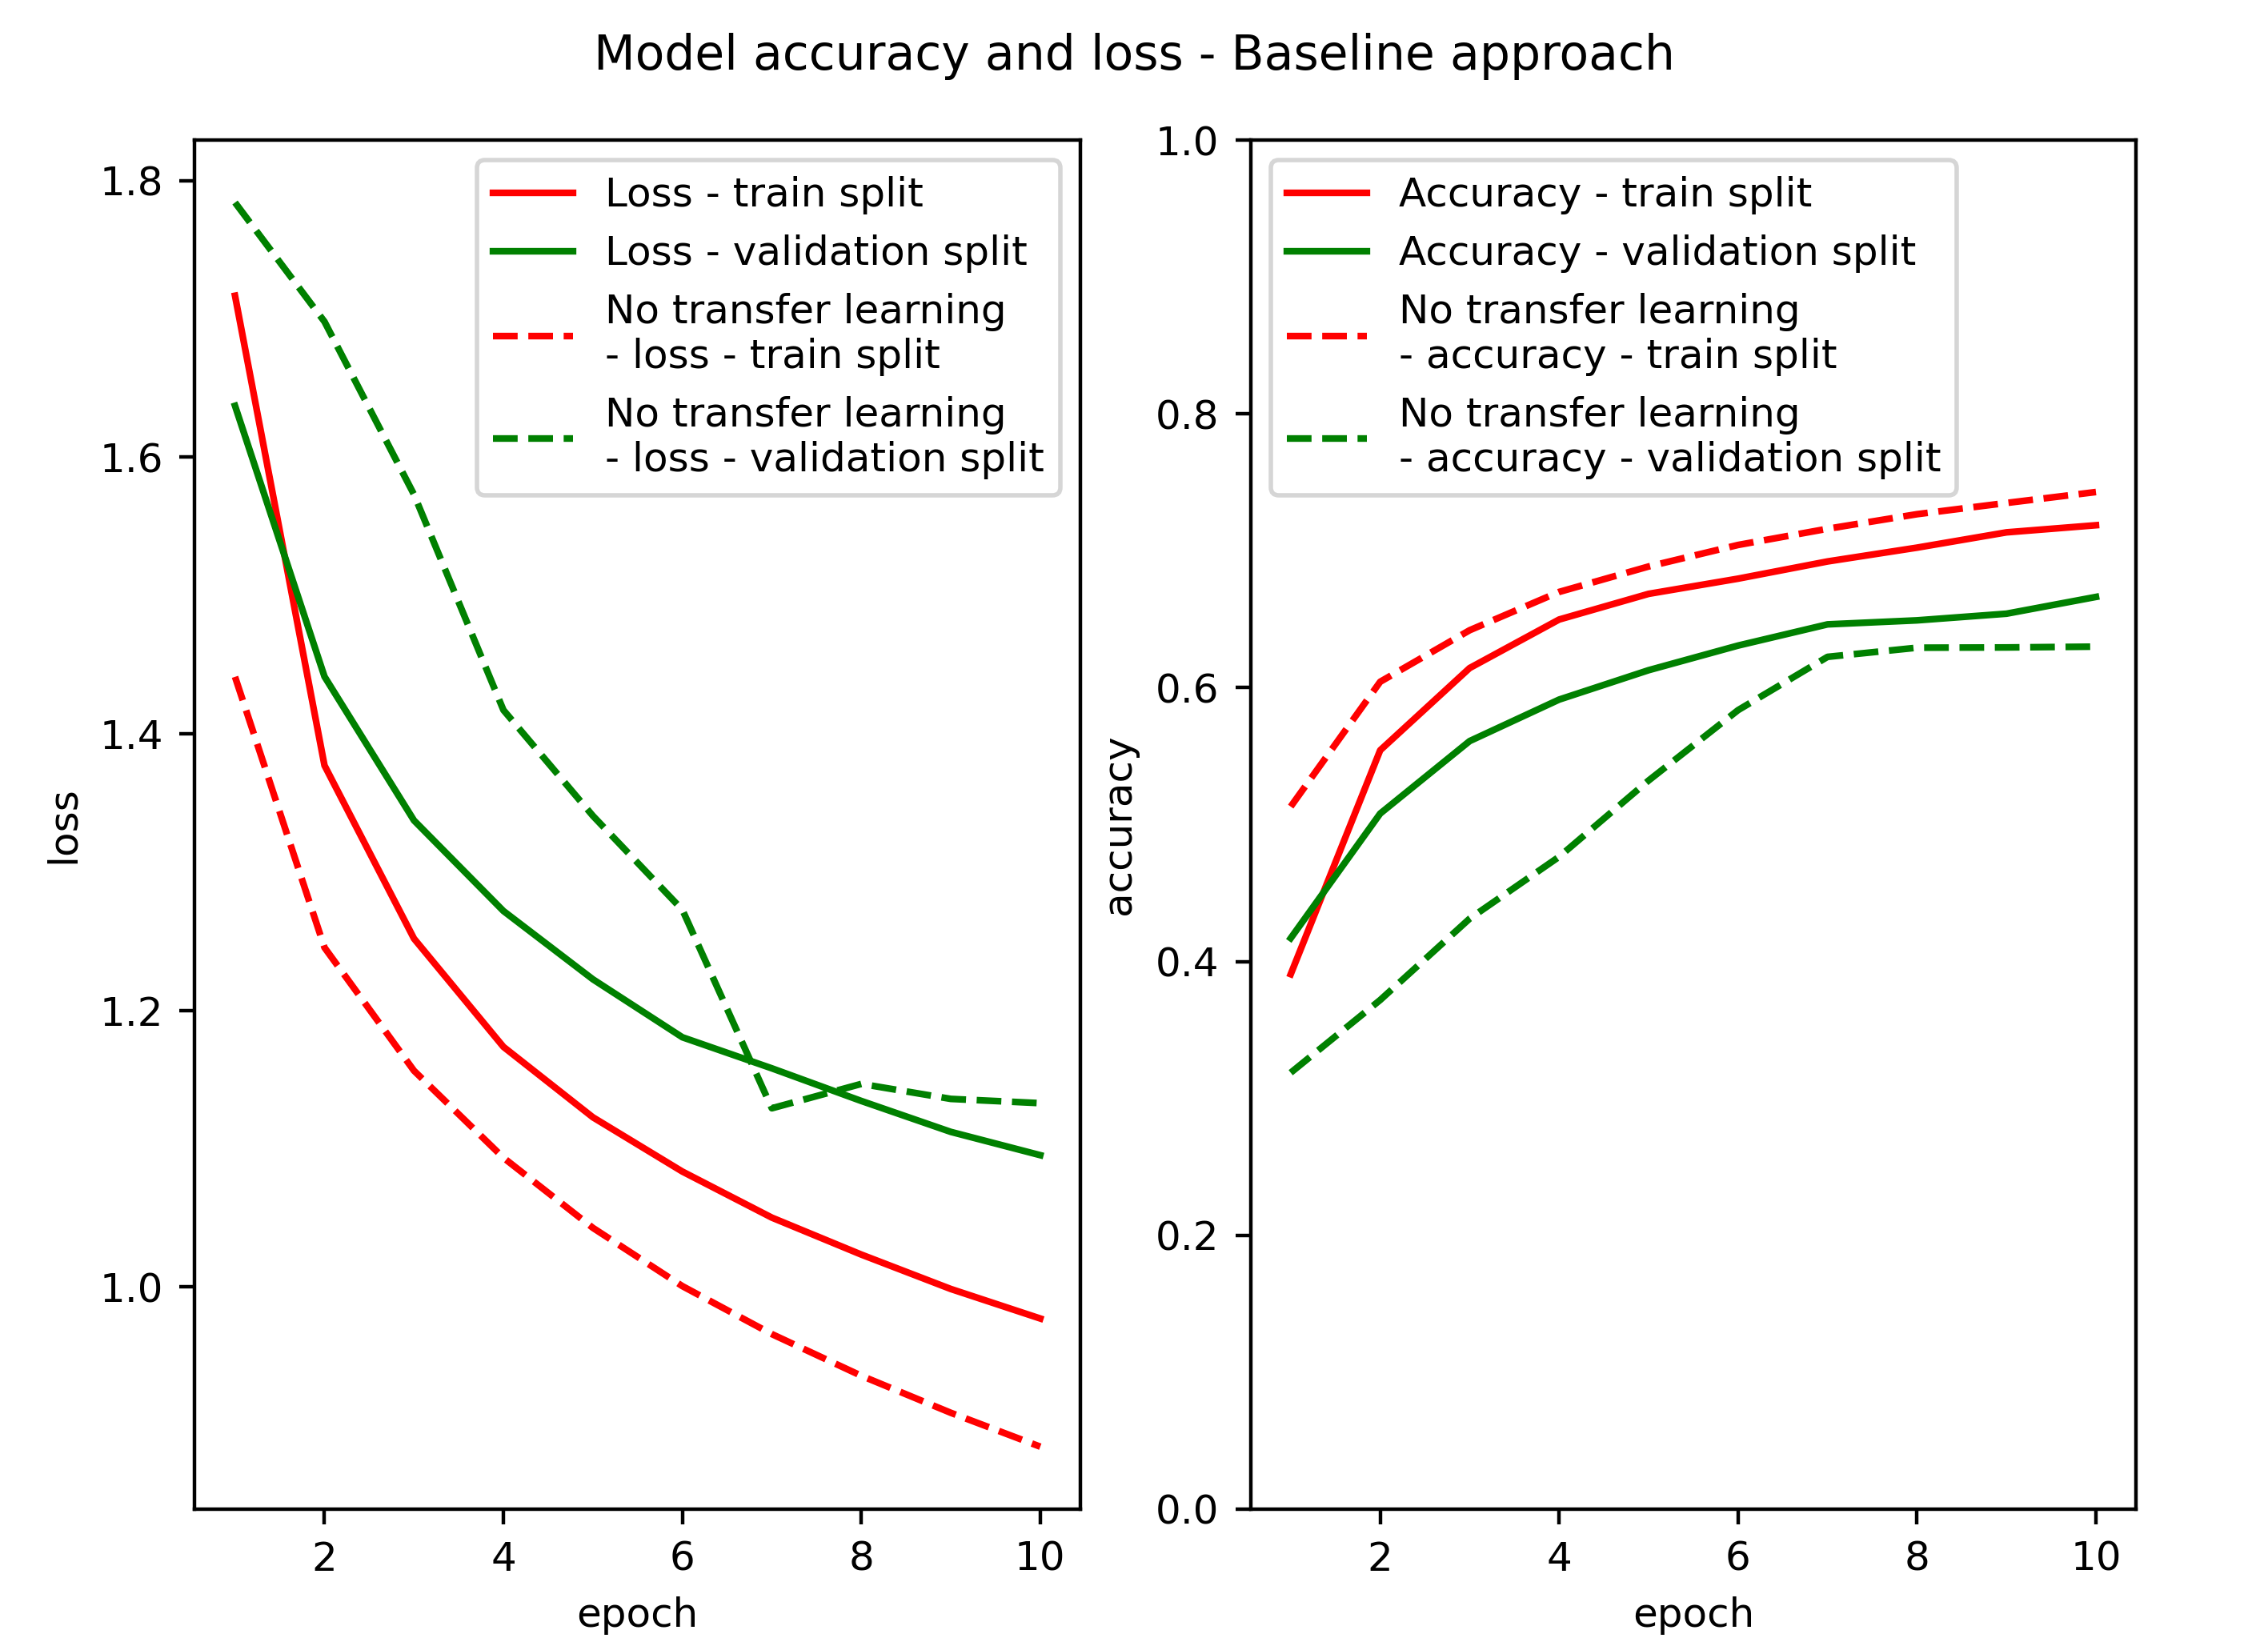 Model accuracy and loss - Baseline approach
loss
1.8
1.6
1.4
1.2
1.0
Loss - train split
Loss - validation split
No transfer learning
- loss - train split
No transfer learning
- loss - validation split
2 4 6 8 10
epoch
accuracy
1.0
0.8
0.6
0.4
0.2
0.0
Accuracy - train split
Accuracy - validation split
No transfer learning
- accuracy - train split
No transfer learning
- accuracy - validation split
2 4 6 8 10
epoch